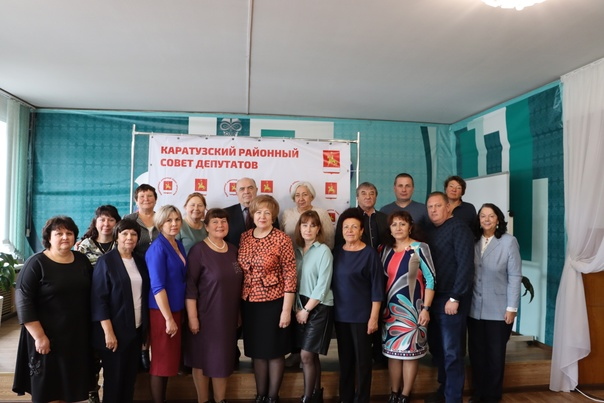 КАРАТУЗСКИЙ РАЙОННЫЙ
СОВЕТ ДЕПУТАТОВ